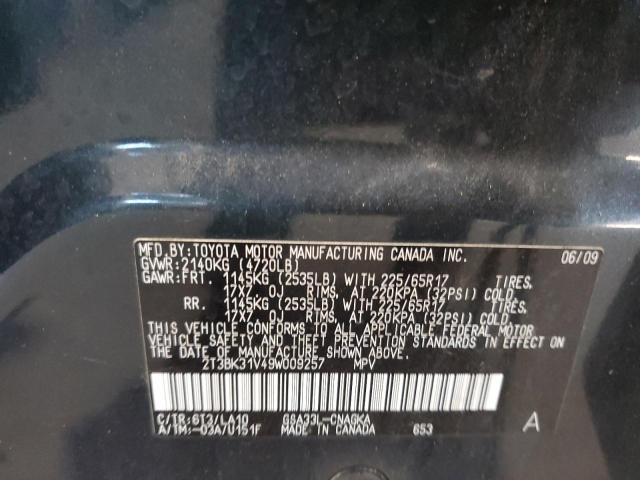 MFD.BY:TOYOTA MOTOR MANUFACTURING CANADA INC. 06/09
GVWR:2140KG (4720LB)
GAWR:FRT. 1145KG (2535LB) WITH 225/65R17 TIRES,
17X7 0J RIMS, AT 220KPA (32PSI) COLD
RR. 1145KG (2535LB) WITH 225/65R17 TIRES,
17X7 0J RIMS, AT 220KPA (32PSI) COLD
THIS VEHICLE CONFORMS TO ALL APPLICABLE FEDERAL MOTOR
VEHICLE SAFETY AND THEFT PREVENTION STANDARDS IN EFFECT ON
THE DATE OF MANUFACTURE SHOWN ABOVE.
2T3BK31V49W009257 MPV
C/TR:6T3/LA10 GSA33L-CNAGKA
A/TM:-03A/U151F MADE IN CANADA 653 A